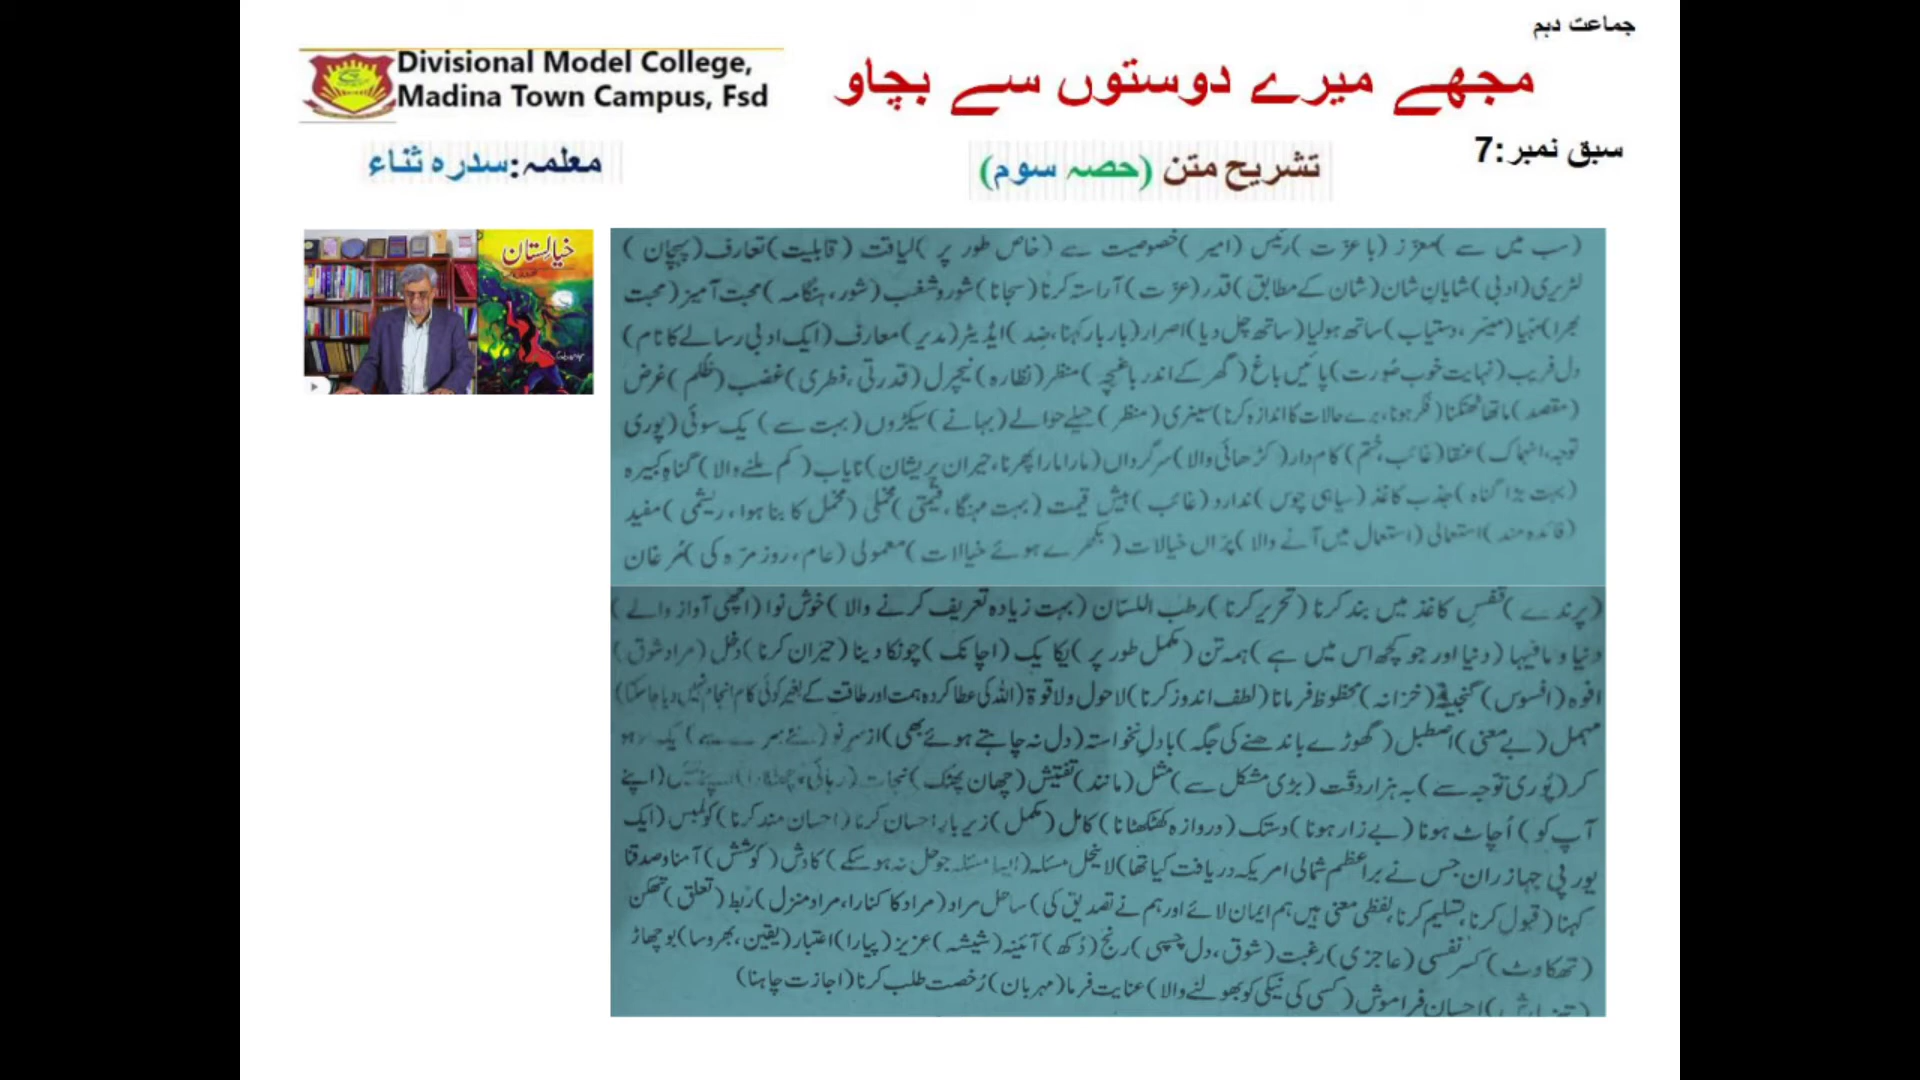 جماعت دہم
Divisional Model College,
Madina Town Campus, Fsd
مجھے میرے دوستوں سے بچاو
سبق نمبر:7
تشریح متن (حصہ سوم)
معلمہ:سدرہ ثناء
خیالستان
(سب میں سے) معزز (با عزت) رئیس (امیر) خصوصیت سے (خاص طور پر) لیاقت (قابلیت) تعارف (پہچان)
لٹریری (ادبی) شایانِ شان (شان کے مطابق) قدر (عزت) آراستہ کرنا (سجانا) شور و شغب (شور، ہنگامہ) محبت آمیز (محبت
بھرا) مہیا (میسر، دستیاب) ساتھ ہولیا (ساتھ چل دیا) اصرار (بار بار کہنا، ضد) ایڈیٹر (مدیر) معارف (ایک ادبی رسالے کا نام)
دل فریب (نہایت خوب صورت) پائیں باغ (گھر کے اندر باغیچہ) منظر (نظارہ) نیچرل (قدرتی، فطری) غضب (ظلم) غرض
(مقصد) ماتھا ٹھنکنا (فکر ہونا، برے حالات کا اندازہ کرنا) سینری (منظر) حیلے حوالے (بہانے) سیکڑوں (بہت سے) یک سوئی (پوری
توجہ، انہماک) عنقا (غائب، ختم) کام دار (کڑھائی والا) سرگرداں (مارا مارا پھرنا، حیران پریشان) نایاب (کم ملنے والا) گناہِ کبیرہ
(بہت بڑا گناہ) جذب کاغذ (سیاہی چوس) ندارد (غائب) بیش قیمت (بہت مہنگا، قیمتی) مخملی (مخمل کا بنا ہوا، ریشمی) مفید
(فائدہ مند) استعمالی (استعمال میں آنے والا) پرّاں خیالات (بکھرے ہوئے خیالات) معمولی (عام، روزمرہ کی) مُرغان
(پرندے) قفسِ کاغذ میں بند کرنا (تحریر کرنا) رطب اللسان (بہت زیادہ تعریف کرنے والا) خوش نوا (اچھی آواز والے)
دنیا و مافیہا (دنیا اور جو کچھ اس میں ہے) ہمہ تن (مکمل طور پر) یکایک (اچانک) چونکا دینا (حیران کرنا) دخل (مراد شوق)
افوہ (افسوس) گنجینہ (خزانہ) محظوظ فرمانا (لطف اندوز کرنا) لاحول ولا قوۃ (اللہ کی عطا کردہ ہمت اور طاقت کے بغیر کوئی کام انجام نہیں دیا جا سکتا)
مہمل (بے معنی) اصطبل (گھوڑے باندھنے کی جگہ) بادلِ نخواستہ (دل نہ چاہتے ہوئے بھی) از سرِ نو (نئے سرے سے)
کر (پوری توجہ سے) بہ ہزار دقّت (بڑی مشکل سے) مثل (مانند) تفتیش (چھان پھٹک) نجات (رہائی، (اپنے
آپ کو) اُچاٹ ہونا (بے زار ہونا) دستک (دروازہ کھٹکھٹانا) کامل (مکمل) زیر بارِ احسان کرنا (احسان مند کرنا) کولمبس (ایک
یورپی جہاز ران جس نے براعظم شمالی امریکہ دریافت کیا تھا) لاینحل مسئلہ (ایسا مسئلہ جو حل نہ ہو سکے) کاوش (کوشش) آمنا و صدقنا
کہنا (قبول کرنا، تسلیم کرنا، لفظی معنی ہیں ہم ایمان لائے اور ہم نے تصدیق کی) ساحلِ مراد (مراد کا کنارا، مراد منزل) ربط (تعلق) تھکن
(تھکاوٹ) کسرِ نفسی (عاجزی) رغبت (شوق، دل چسپی) رنج (دُکھ) آئینہ (شیشہ) عزیز (پیارا) اعتبار (یقین، بھروسا) بوچھاڑ
احسان فراموش (کسی کی نیکی کو بھولنے والا) عنایت فرما (مہربان) رُخصت طلب کرنا (اجازت چاہنا)